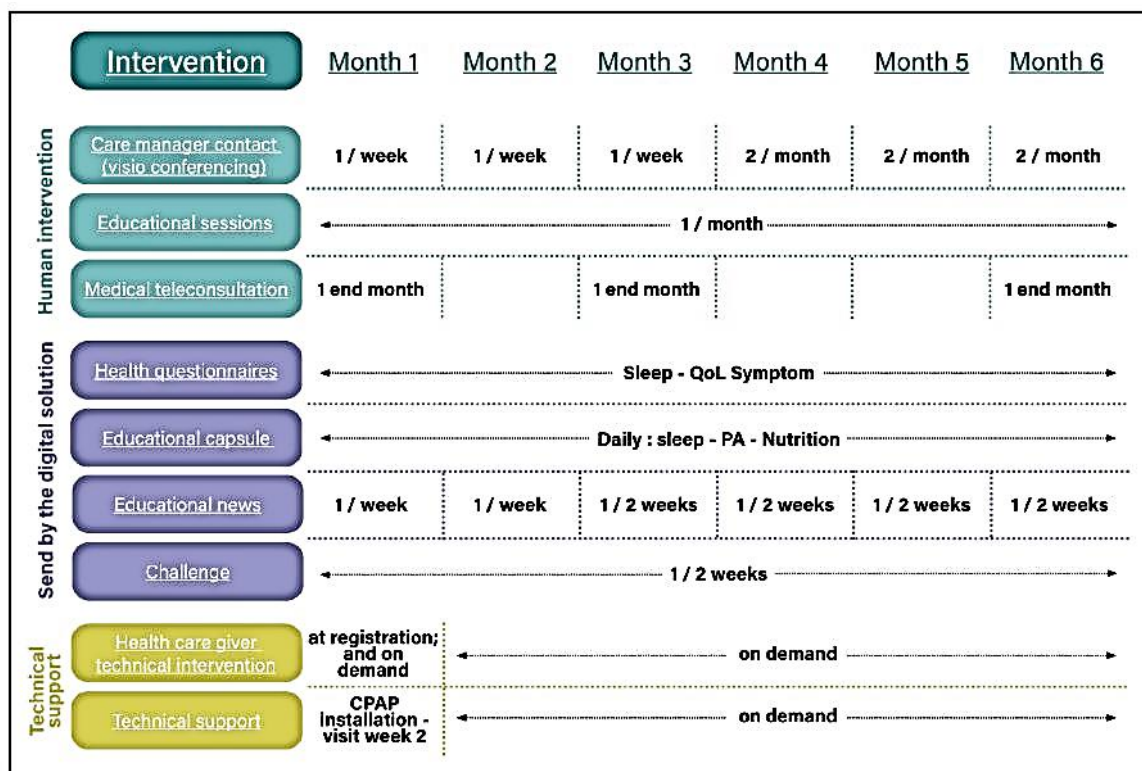 Intervention
Month 1 Month 2 Month 3 Month 4 Month 5 Month 6
Human intervention
Care manager contact
(visio conferencing)
1 / week 1 / week 1 / week 2 / month 2 / month 2 / month
Educational sessions
1 / month
Medical teleconsultation
1 end month 1 end month 1 end month
Send by the digital solution
Health questionnaires
Sleep - QoL Symptom
Educational capsule
Daily : sleep - PA - Nutrition
Educational news
1 / week 1 / week 1 / 2 weeks 1 / 2 weeks 1 / 2 weeks 1 / 2 weeks
Challenge
1 / 2 weeks
Technical
support
Health care giver
technical intervention
at registration;
and on
demand
on demand
Technical support
CPAP
Installation -
visit week 2
on demand